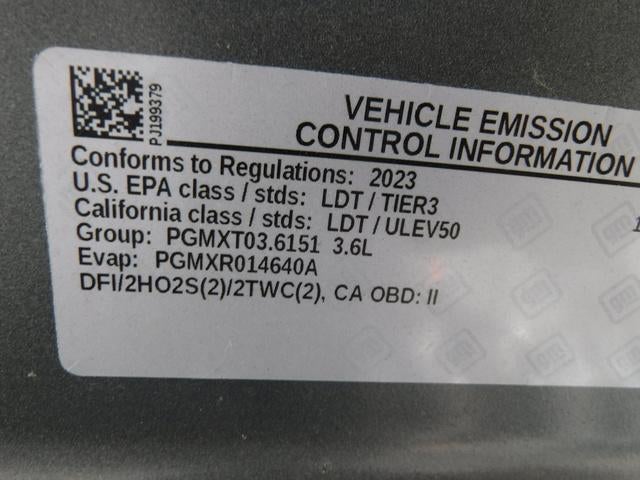 PJ199379
VEHICLE EMISSION
CONTROL INFORMATION
Conforms to Regulations: 2023
U.S. EPA class / stds: LDT / TIER3
California class / stds: LDT / ULEV50
Group: PGMXT03.6151 3.6L
Evap: PGMXR014640A
DFI/2HO2S(2)/2TWC(2), CA OBD: II